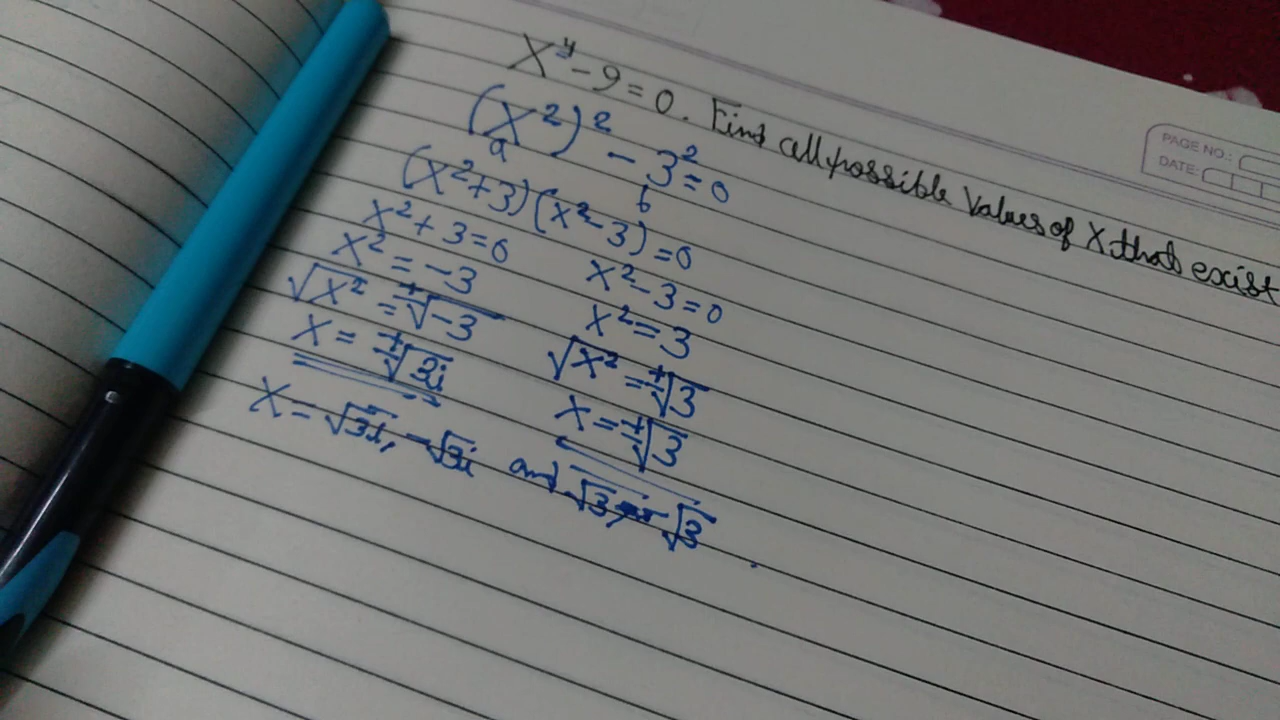 X⁴ - 9 = 0. Find all possible values of X that exist
(X²)² - 3² = 0
a b
(X²+3)(X²-3) = 0
X² + 3 = 0 X² - 3 = 0
X² = -3 X² = 3
√X² = ±√-3 √X² = ±√3
X = ±√3i X = ±√3
X = √3i, -√3i and √3, -√3
PAGE NO.:
DATE: